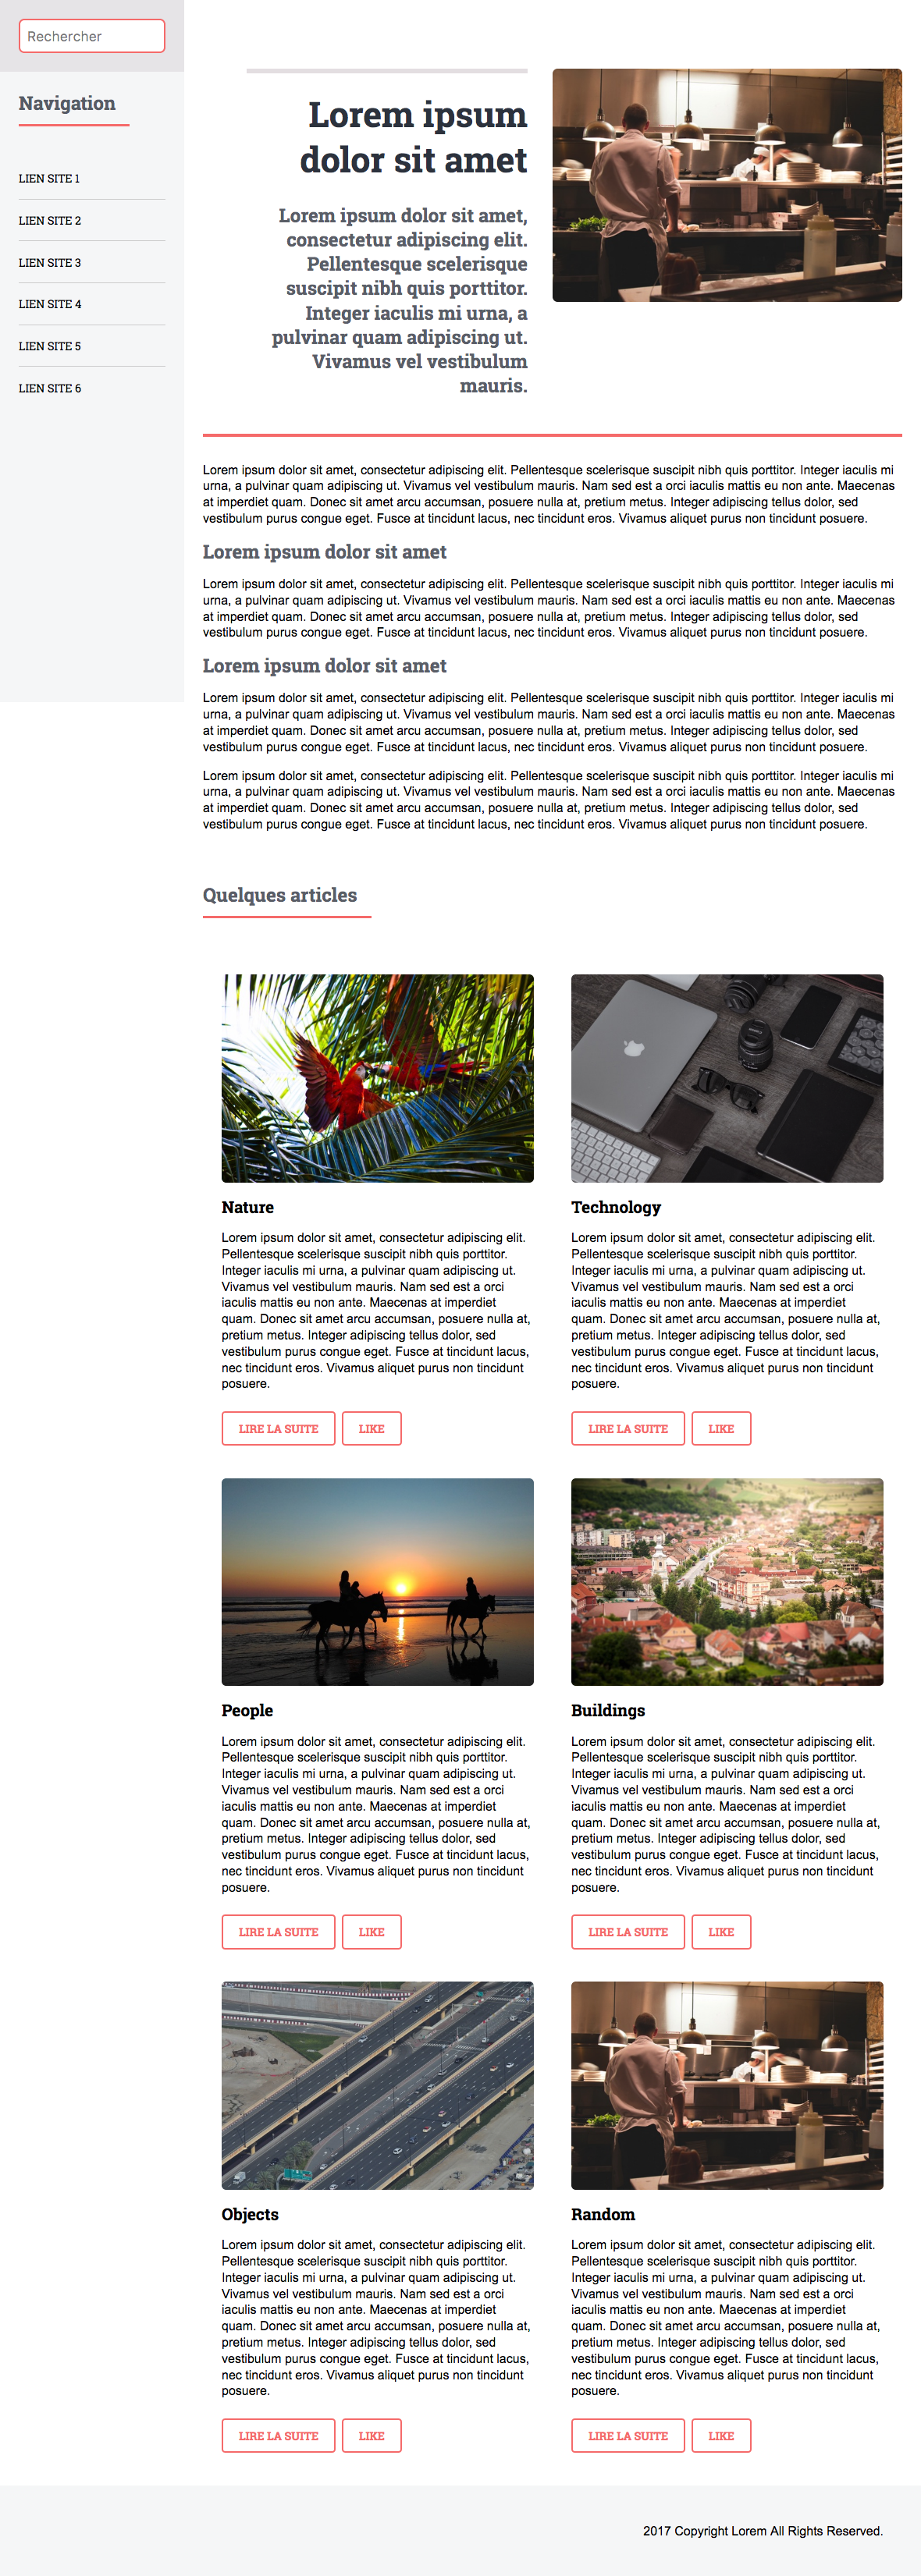 Rechercher
Navigation
LIEN SITE 1
LIEN SITE 2
LIEN SITE 3
LIEN SITE 4
LIEN SITE 5
LIEN SITE 6
Lorem ipsum
dolor sit amet
Lorem ipsum dolor sit amet,
consectetur adipiscing elit.
Pellentesque scelerisque
suscipit nibh quis porttitor.
Integer iaculis mi urna, a
pulvinar quam adipiscing ut.
Vivamus vel vestibulum
mauris.
Lorem ipsum dolor sit amet, consectetur adipiscing elit. Pellentesque scelerisque suscipit nibh quis porttitor. Integer iaculis mi
urna, a pulvinar quam adipiscing ut. Vivamus vel vestibulum mauris. Nam sed est a orci iaculis mattis eu non ante. Maecenas
at imperdiet quam. Donec sit amet arcu accumsan, posuere nulla at, pretium metus. Integer adipiscing tellus dolor, sed
vestibulum purus congue eget. Fusce at tincidunt lacus, nec tincidunt eros. Vivamus aliquet purus non tincidunt posuere.
Lorem ipsum dolor sit amet
Lorem ipsum dolor sit amet, consectetur adipiscing elit. Pellentesque scelerisque suscipit nibh quis porttitor. Integer iaculis mi
urna, a pulvinar quam adipiscing ut. Vivamus vel vestibulum mauris. Nam sed est a orci iaculis mattis eu non ante. Maecenas
at imperdiet quam. Donec sit amet arcu accumsan, posuere nulla at, pretium metus. Integer adipiscing tellus dolor, sed
vestibulum purus congue eget. Fusce at tincidunt lacus, nec tincidunt eros. Vivamus aliquet purus non tincidunt posuere.
Lorem ipsum dolor sit amet
Lorem ipsum dolor sit amet, consectetur adipiscing elit. Pellentesque scelerisque suscipit nibh quis porttitor. Integer iaculis mi
urna, a pulvinar quam adipiscing ut. Vivamus vel vestibulum mauris. Nam sed est a orci iaculis mattis eu non ante. Maecenas
at imperdiet quam. Donec sit amet arcu accumsan, posuere nulla at, pretium metus. Integer adipiscing tellus dolor, sed
vestibulum purus congue eget. Fusce at tincidunt lacus, nec tincidunt eros. Vivamus aliquet purus non tincidunt posuere.
Lorem ipsum dolor sit amet, consectetur adipiscing elit. Pellentesque scelerisque suscipit nibh quis porttitor. Integer iaculis mi
urna, a pulvinar quam adipiscing ut. Vivamus vel vestibulum mauris. Nam sed est a orci iaculis mattis eu non ante. Maecenas
at imperdiet quam. Donec sit amet arcu accumsan, posuere nulla at, pretium metus. Integer adipiscing tellus dolor, sed
vestibulum purus congue eget. Fusce at tincidunt lacus, nec tincidunt eros. Vivamus aliquet purus non tincidunt posuere.
Quelques articles
Nature
Lorem ipsum dolor sit amet, consectetur adipiscing elit.
Pellentesque scelerisque suscipit nibh quis porttitor.
Integer iaculis mi urna, a pulvinar quam adipiscing ut.
Vivamus vel vestibulum mauris. Nam sed est a orci
iaculis mattis eu non ante. Maecenas at imperdiet
quam. Donec sit amet arcu accumsan, posuere nulla at,
pretium metus. Integer adipiscing tellus dolor, sed
vestibulum purus congue eget. Fusce at tincidunt lacus,
nec tincidunt eros. Vivamus aliquet purus non tincidunt
posuere.
LIRE LA SUITE LIKE
Technology
Lorem ipsum dolor sit amet, consectetur adipiscing elit.
Pellentesque scelerisque suscipit nibh quis porttitor.
Integer iaculis mi urna, a pulvinar quam adipiscing ut.
Vivamus vel vestibulum mauris. Nam sed est a orci
iaculis mattis eu non ante. Maecenas at imperdiet
quam. Donec sit amet arcu accumsan, posuere nulla at,
pretium metus. Integer adipiscing tellus dolor, sed
vestibulum purus congue eget. Fusce at tincidunt lacus,
nec tincidunt eros. Vivamus aliquet purus non tincidunt
posuere.
LIRE LA SUITE LIKE
People
Lorem ipsum dolor sit amet, consectetur adipiscing elit.
Pellentesque scelerisque suscipit nibh quis porttitor.
Integer iaculis mi urna, a pulvinar quam adipiscing ut.
Vivamus vel vestibulum mauris. Nam sed est a orci
iaculis mattis eu non ante. Maecenas at imperdiet
quam. Donec sit amet arcu accumsan, posuere nulla at,
pretium metus. Integer adipiscing tellus dolor, sed
vestibulum purus congue eget. Fusce at tincidunt lacus,
nec tincidunt eros. Vivamus aliquet purus non tincidunt
posuere.
LIRE LA SUITE LIKE
Buildings
Lorem ipsum dolor sit amet, consectetur adipiscing elit.
Pellentesque scelerisque suscipit nibh quis porttitor.
Integer iaculis mi urna, a pulvinar quam adipiscing ut.
Vivamus vel vestibulum mauris. Nam sed est a orci
iaculis mattis eu non ante. Maecenas at imperdiet
quam. Donec sit amet arcu accumsan, posuere nulla at,
pretium metus. Integer adipiscing tellus dolor, sed
vestibulum purus congue eget. Fusce at tincidunt lacus,
nec tincidunt eros. Vivamus aliquet purus non tincidunt
posuere.
LIRE LA SUITE LIKE
Objects
Lorem ipsum dolor sit amet, consectetur adipiscing elit.
Pellentesque scelerisque suscipit nibh quis porttitor.
Integer iaculis mi urna, a pulvinar quam adipiscing ut.
Vivamus vel vestibulum mauris. Nam sed est a orci
iaculis mattis eu non ante. Maecenas at imperdiet
quam. Donec sit amet arcu accumsan, posuere nulla at,
pretium metus. Integer adipiscing tellus dolor, sed
vestibulum purus congue eget. Fusce at tincidunt lacus,
nec tincidunt eros. Vivamus aliquet purus non tincidunt
posuere.
LIRE LA SUITE LIKE
Random
Lorem ipsum dolor sit amet, consectetur adipiscing elit.
Pellentesque scelerisque suscipit nibh quis porttitor.
Integer iaculis mi urna, a pulvinar quam adipiscing ut.
Vivamus vel vestibulum mauris. Nam sed est a orci
iaculis mattis eu non ante. Maecenas at imperdiet
quam. Donec sit amet arcu accumsan, posuere nulla at,
pretium metus. Integer adipiscing tellus dolor, sed
vestibulum purus congue eget. Fusce at tincidunt lacus,
nec tincidunt eros. Vivamus aliquet purus non tincidunt
posuere.
LIRE LA SUITE LIKE
2017 Copyright Lorem All Rights Reserved.